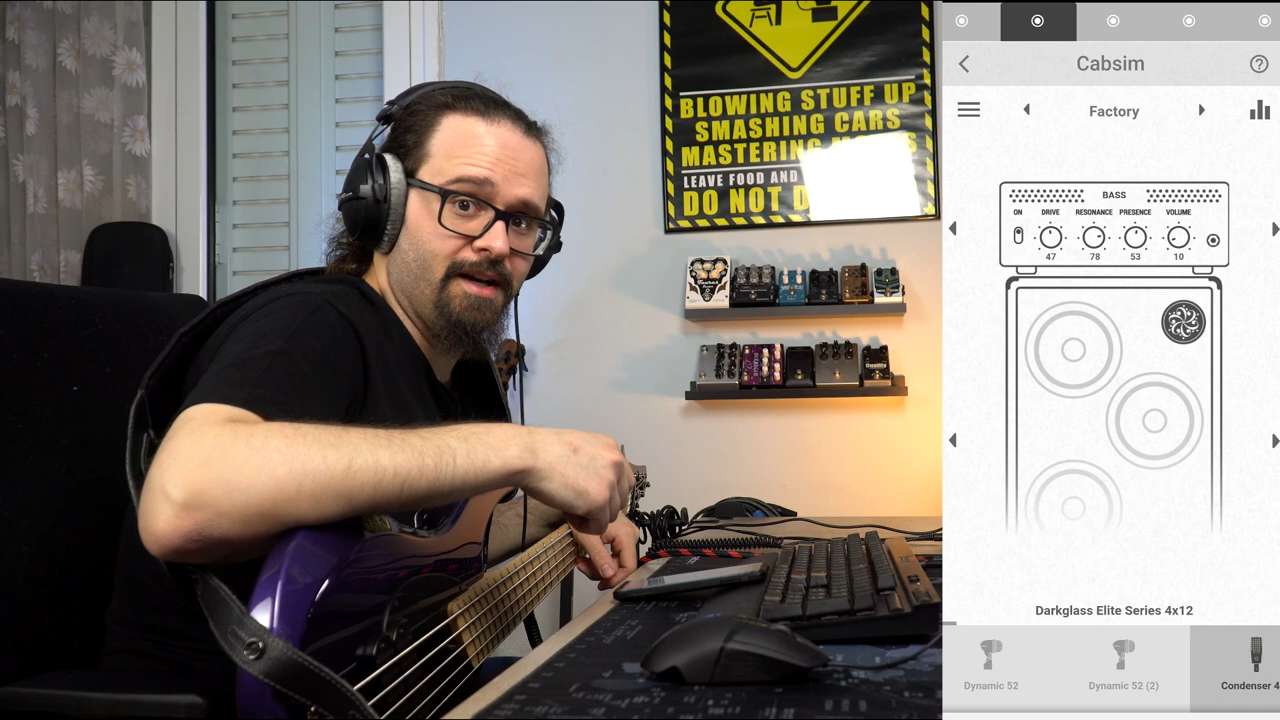 BLOWING STUFF UP
SMASHING CARS
MASTERING
LEAVE FOOD AND
DO NOT
Cabsim
Factory
BASS
ON DRIVE RESONANCE PRESENCE VOLUME
47 78 53 10
Darkglass Elite Series 4x12
Dynamic 52
Dynamic 52 (2)
Condenser 4